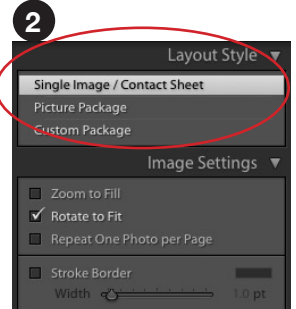 2
Layout Style
Single Image / Contact Sheet
Picture Package
Custom Package
Image Settings
Zoom to Fill
Rotate to Fit
Repeat One Photo per Page
Stroke Border
Width 1.0 pt